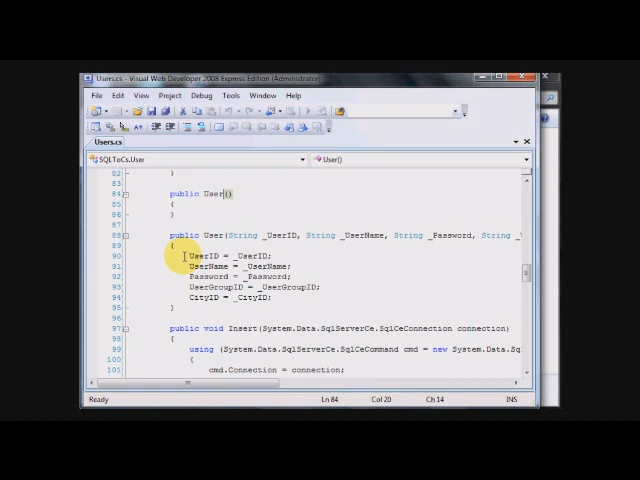 Users.cs - Visual Web Developer 2008 Express Edition (Administrator)
File Edit View Project Debug Tools Window Help
Users.cs
SQLToCs.User User()
82 }
83
84 public User()
85 {
86 }
87
88 public User(String _UserID, String _UserName, String _Password, String _U
89 {
90 UserID = _UserID;
91 UserName = _UserName;
92 Password = _Password;
93 UserGroupID = _UserGroupID;
94 CityID = _CityID;
95 }
96
97 public void Insert(System.Data.SqlServerCe.SqlCeConnection connection)
98 {
99 using (System.Data.SqlServerCe.SqlCeCommand cmd = new System.Data.Sq
100 {
101 cmd.Connection = connection;
Ready Ln 84 Col 20 Ch 14 INS